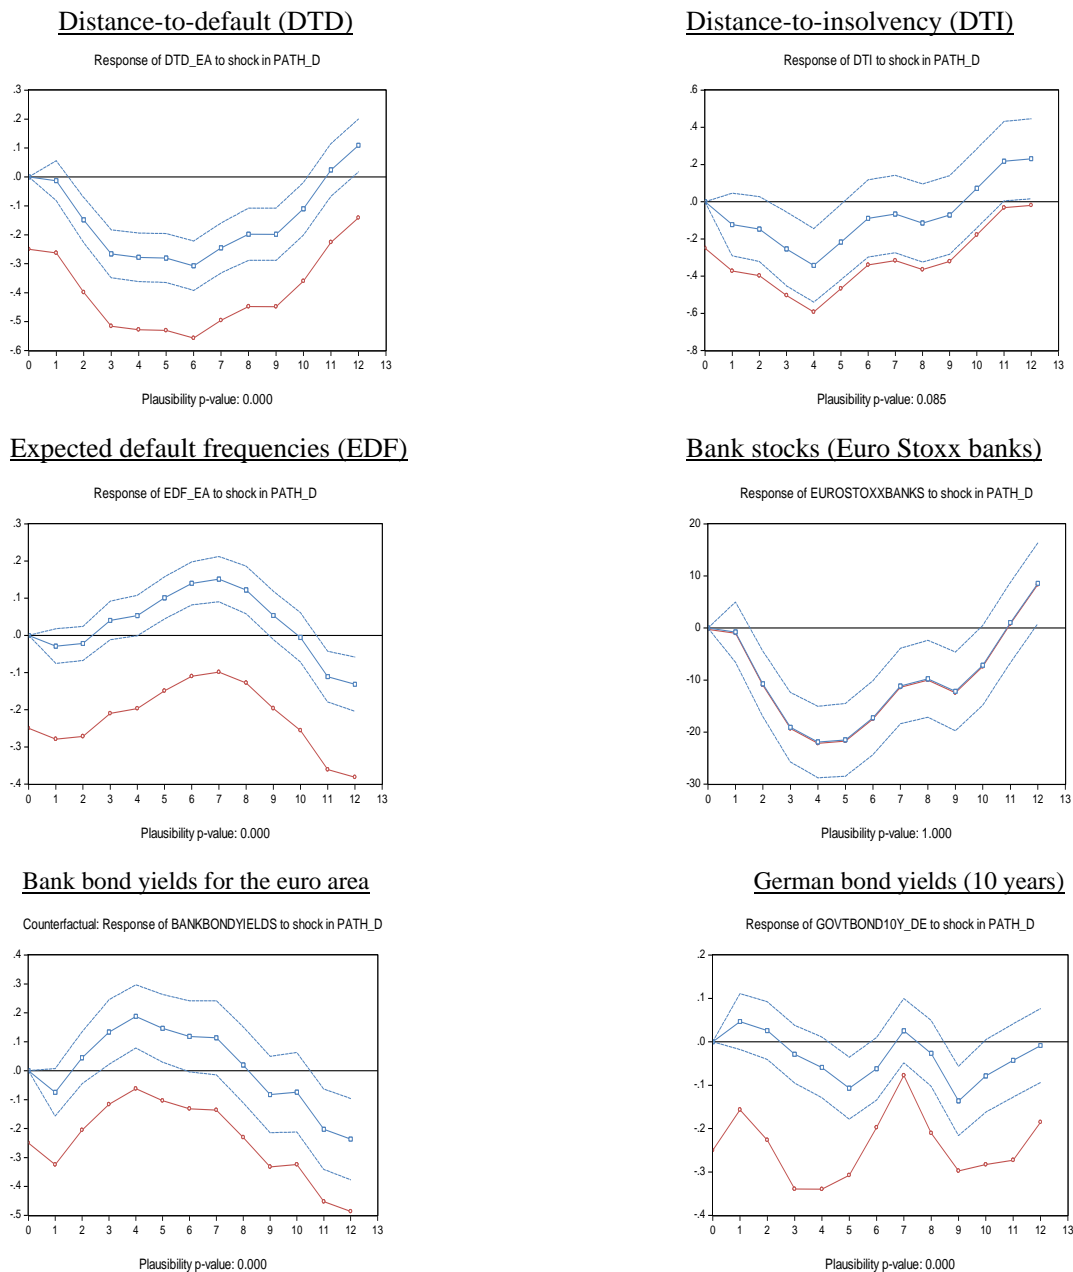 Distance-to-default (DTD)
Response of DTD_EA to shock in PATH_D
.3
.2
.1
.0
-.1
-.2
-.3
-.4
-.5
-.6
0 1 2 3 4 5 6 7 8 9 10 11 12 13
Plausibility p-value: 0.000
Distance-to-insolvency (DTI)
Response of DTI to shock in PATH_D
.6
.4
.2
.0
-.2
-.4
-.6
-.8
0 1 2 3 4 5 6 7 8 9 10 11 12 13
Plausibility p-value: 0.085
Expected default frequencies (EDF)
Response of EDF_EA to shock in PATH_D
.3
.2
.1
.0
-.1
-.2
-.3
-.4
0 1 2 3 4 5 6 7 8 9 10 11 12 13
Plausibility p-value: 0.000
Bank stocks (Euro Stoxx banks)
Response of EUROSTOXXBANKS to shock in PATH_D
20
10
0
-10
-20
-30
0 1 2 3 4 5 6 7 8 9 10 11 12 13
Plausibility p-value: 1.000
Bank bond yields for the euro area
Counterfactual: Response of BANKBONDYIELDS to shock in PATH_D
.4
.3
.2
.1
.0
-.1
-.2
-.3
-.4
-.5
0 1 2 3 4 5 6 7 8 9 10 11 12 13
Plausibility p-value: 0.000
German bond yields (10 years)
Response of GOVTBOND10Y_DE to shock in PATH_D
.2
.1
.0
-.1
-.2
-.3
-.4
0 1 2 3 4 5 6 7 8 9 10 11 12 13
Plausibility p-value: 0.000